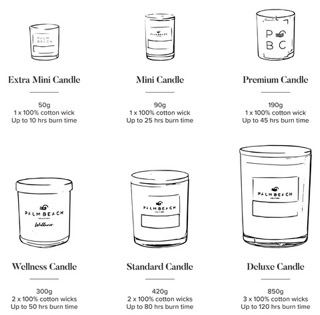 PALM BEACH
P
B C
Extra Mini Candle
Mini Candle
Premium Candle
50g
1 x 100% cotton wick
Up to 10 hrs burn time
90g
1 x 100% cotton wick
Up to 25 hrs burn time
190g
1 x 100% cotton wick
Up to 45 hrs burn time
PALM BEACH
Wellness
PALM BEACH
PALM BEACH
Wellness Candle
Standard Candle
Deluxe Candle
300g
2 x 100% cotton wicks
Up to 50 hrs burn time
420g
2 x 100% cotton wicks
Up to 80 hrs burn time
850g
3 x 100% cotton wicks
Up to 120 hrs burn time